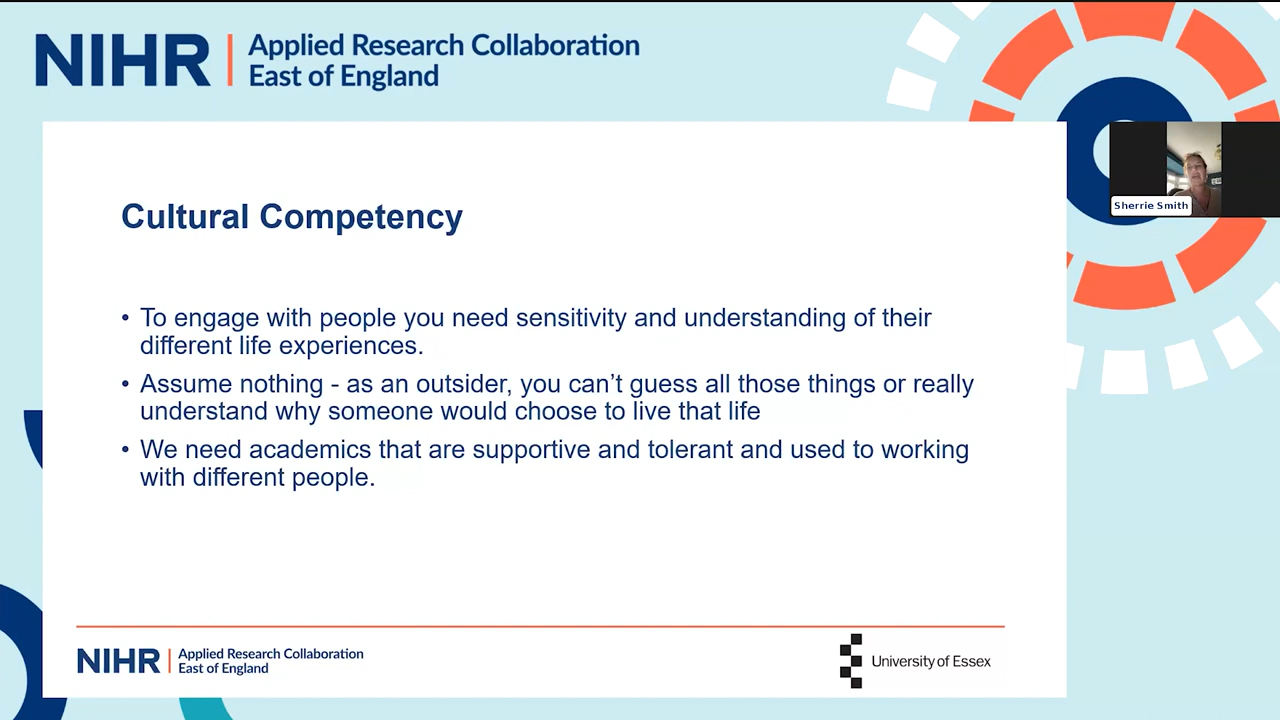 NIHR | Applied Research Collaboration
East of England
Sherrie Smith
Cultural Competency
• To engage with people you need sensitivity and understanding of their
different life experiences.
• Assume nothing - as an outsider, you can’t guess all those things or really
understand why someone would choose to live that life
• We need academics that are supportive and tolerant and used to working
with different people.
NIHR | Applied Research Collaboration
East of England
University of Essex